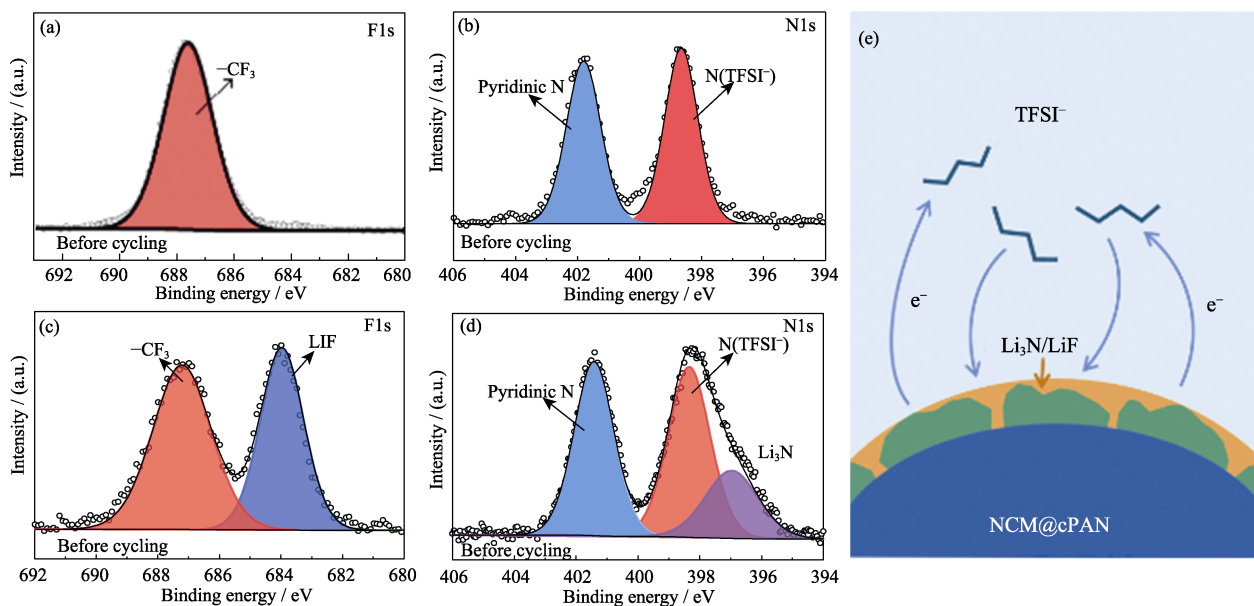 (a)
F1s
−CF₃
Intensity / (a.u.)
Before cycling
692 690 688 686 684 682 680
Binding energy / eV
(b)
N1s
Pyridinic N
N(TFSI⁻)
Intensity / (a.u.)
Before cycling
406 404 402 400 398 396 394
Binding energy / eV
(c)
F1s
−CF₃
LIF
Intensity / (a.u.)
Before cycling
692 690 688 686 684 682 680
Binding energy / eV
(d)
N1s
N(TFSI⁻)
Pyridinic N
Li₃N
Intensity / (a.u.)
Before cycling
406 404 402 400 398 396 394
Binding energy / eV
(e)
TFSI⁻
e⁻
e⁻
Li₃N/LiF
NCM@cPAN